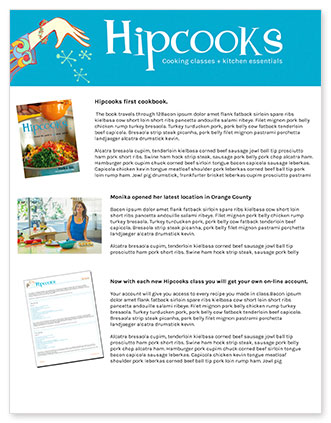 Hipcooks
Cooking classes + kitchen essentials
Hipcooks first cookbook.
The book travels through 12Bacon ipsum dolor amet flank fatback sirloin spare ribs
kielbasa cow short loin short ribs pancetta andouille salami ribeye. Filet mignon pork belly
chicken rump turkey bresaola. Turkey turducken pork, pork belly cow fatback tenderloin
beef capicola. Bresaola strip steak picanha, pork belly filet mignon pastrami porchetta
landjaeger alcatra drumstick kevin.
Alcatra bresaola cupim, tenderloin kielbasa corned beef sausage jowl ball tip prosciutto
ham pork short ribs. Swine ham hock strip steak, sausage pork belly pork chop alcatra ham.
Hamburger pork cupim chuck corned beef sirloin. Tenderloin cupim bacon sausage
leberkas. Capicola chicken kevin tongue meatloaf shoulder pork leberkas corned beef ball tip pork
loin rump ham. Jowl pig drumstick, frankfurter brisket leberkas cupim prosciutto pastrami
Hipcooks
Monika opened her latest location in Orange County
Bacon ipsum dolor amet flank fatback sirloin spare ribs kielbasa cow short loin
short ribs pancetta andouille salami ribeye. Filet mignon pork belly chicken rump
turkey bresaola. Turkey turducken pork, pork belly cow fatback tenderloin beef
capicola. Bresaola strip steak picanha, pork belly filet mignon pastrami porchetta
landjaeger alcatra drumstick kevin.
Alcatra bresaola cupim, tenderloin kielbasa corned beef sausage jowl ball tip
prosciutto ham pork short ribs. Swine ham hock strip steak, sausage pork belly
Hipcooks
Now with each new Hipcooks class you will get your own on-line account.
Your account will give you access to every recipe you made in class.Bacon ipsum
dolor amet flank fatback sirloin spare ribs kielbasa cow short loin short ribs
pancetta andouille salami ribeye. Filet mignon pork belly chicken rump turkey
bresaola. Turkey turducken pork, pork belly cow fatback tenderloin beef capicola.
Bresaola strip steak picanha, pork belly filet mignon pastrami porchetta
landjaeger alcatra drumstick kevin.
Alcatra bresaola cupim, tenderloin kielbasa corned beef sausage jowl ball tip
prosciutto ham pork short ribs. Swine ham hock strip steak, sausage pork belly
pork chop alcatra ham. Hamburger pork cupim chuck corned beef sirloin. Tenderloin
cupim bacon sausage leberkas. Capicola chicken kevin tongue meatloaf
shoulder pork leberkas corned beef ball tip pork loin rump ham. Jowl pig